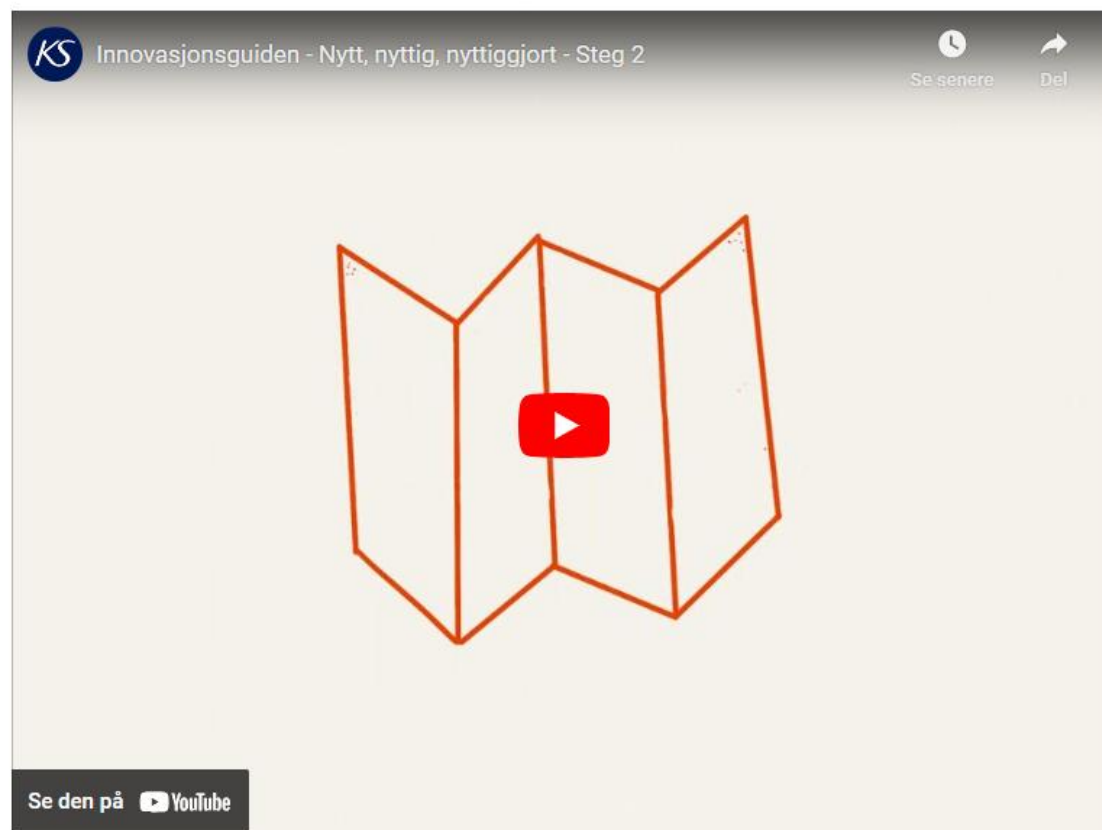 KS Innovasjonsguiden - Nytt, nyttig, nyttiggjort - Steg 2
Se senere
Del
Se den på YouTube